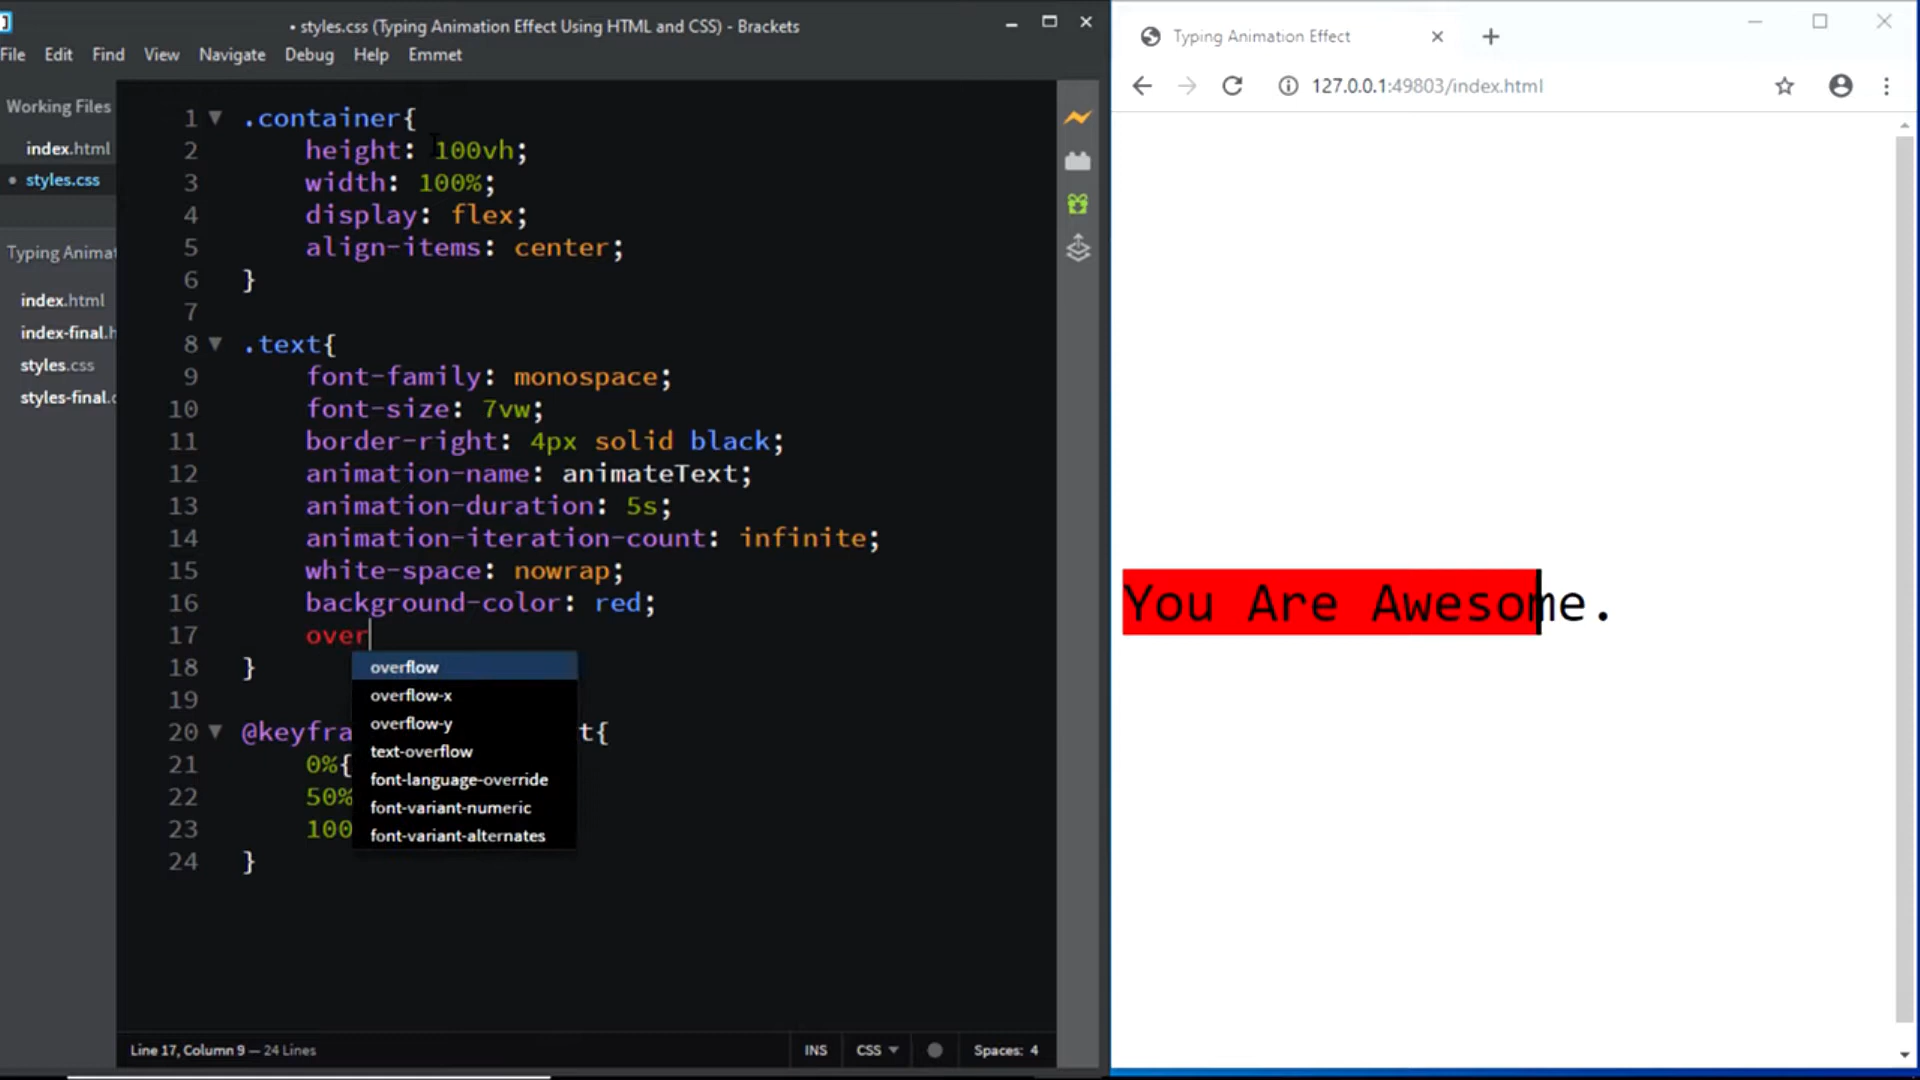 styles.css (Typing Animation Effect Using HTML and CSS) - Brackets
File Edit Find View Navigate Debug Help Emmet
Working Files
index.html
styles.css
Typing Animat
index.html
index-final.h
styles.css
styles-final.c
1 .container{
2 height: 100vh;
3 width: 100%;
4 display: flex;
5 align-items: center;
6 }
7
8 .text{
9 font-family: monospace;
10 font-size: 7vw;
11 border-right: 4px solid black;
12 animation-name: animateText;
13 animation-duration: 5s;
14 animation-iteration-count: infinite;
15 white-space: nowrap;
16 background-color: red;
17 over
18 }
19
20 @keyfra t{
21 0%{
22 50%
23 100
24 }
overflow
overflow-x
overflow-y
text-overflow
font-language-override
font-variant-numeric
font-variant-alternates
Line 17, Column 9 — 24 Lines
INS CSS Spaces: 4
Typing Animation Effect
127.0.0.1:49803/index.html
You Are Awesome.